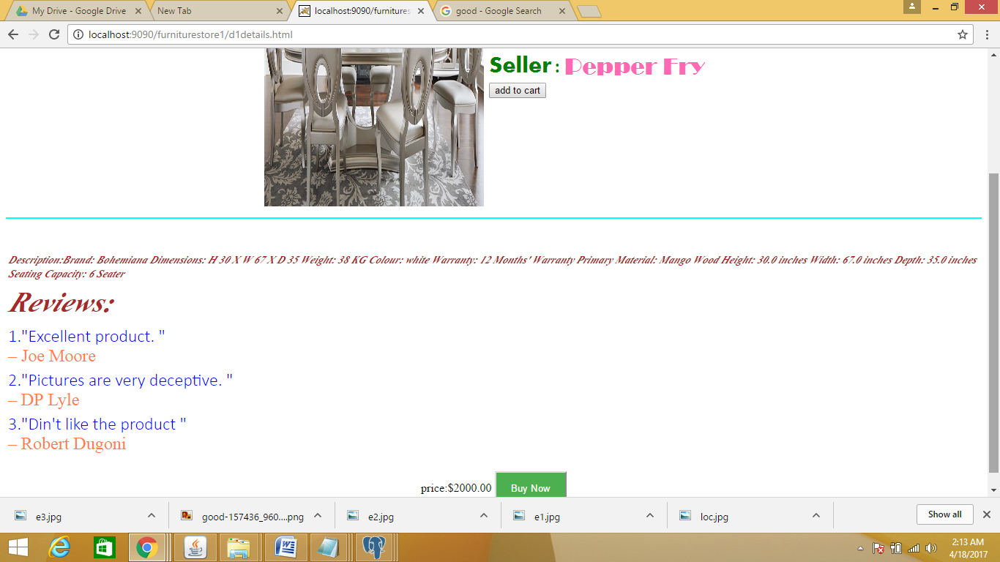 My Drive - Google Drive
New Tab
localhost:9090/furnitures
good - Google Search
localhost:9090/furniturestore1/d1details.html
Seller : Pepper Fry
add to cart
Description:Brand: Bohemiana Dimensions: H 30 X W 67 X D 35 Weight: 38 KG Colour: white Warranty: 12 Months' Warranty Primary Material: Mango Wood Height: 30.0 inches Width: 67.0 inches Depth: 35.0 inches
Seating Capacity: 6 Seater
Reviews:
1."Excellent product. "
– Joe Moore
2."Pictures are very deceptive. "
– DP Lyle
3."Din't like the product "
– Robert Dugoni
price:$2000.00 Buy Now
e3.jpg
good-157436_960....png
e2.jpg
e1.jpg
loc.jpg
Show all
2:13 AM
4/18/2017